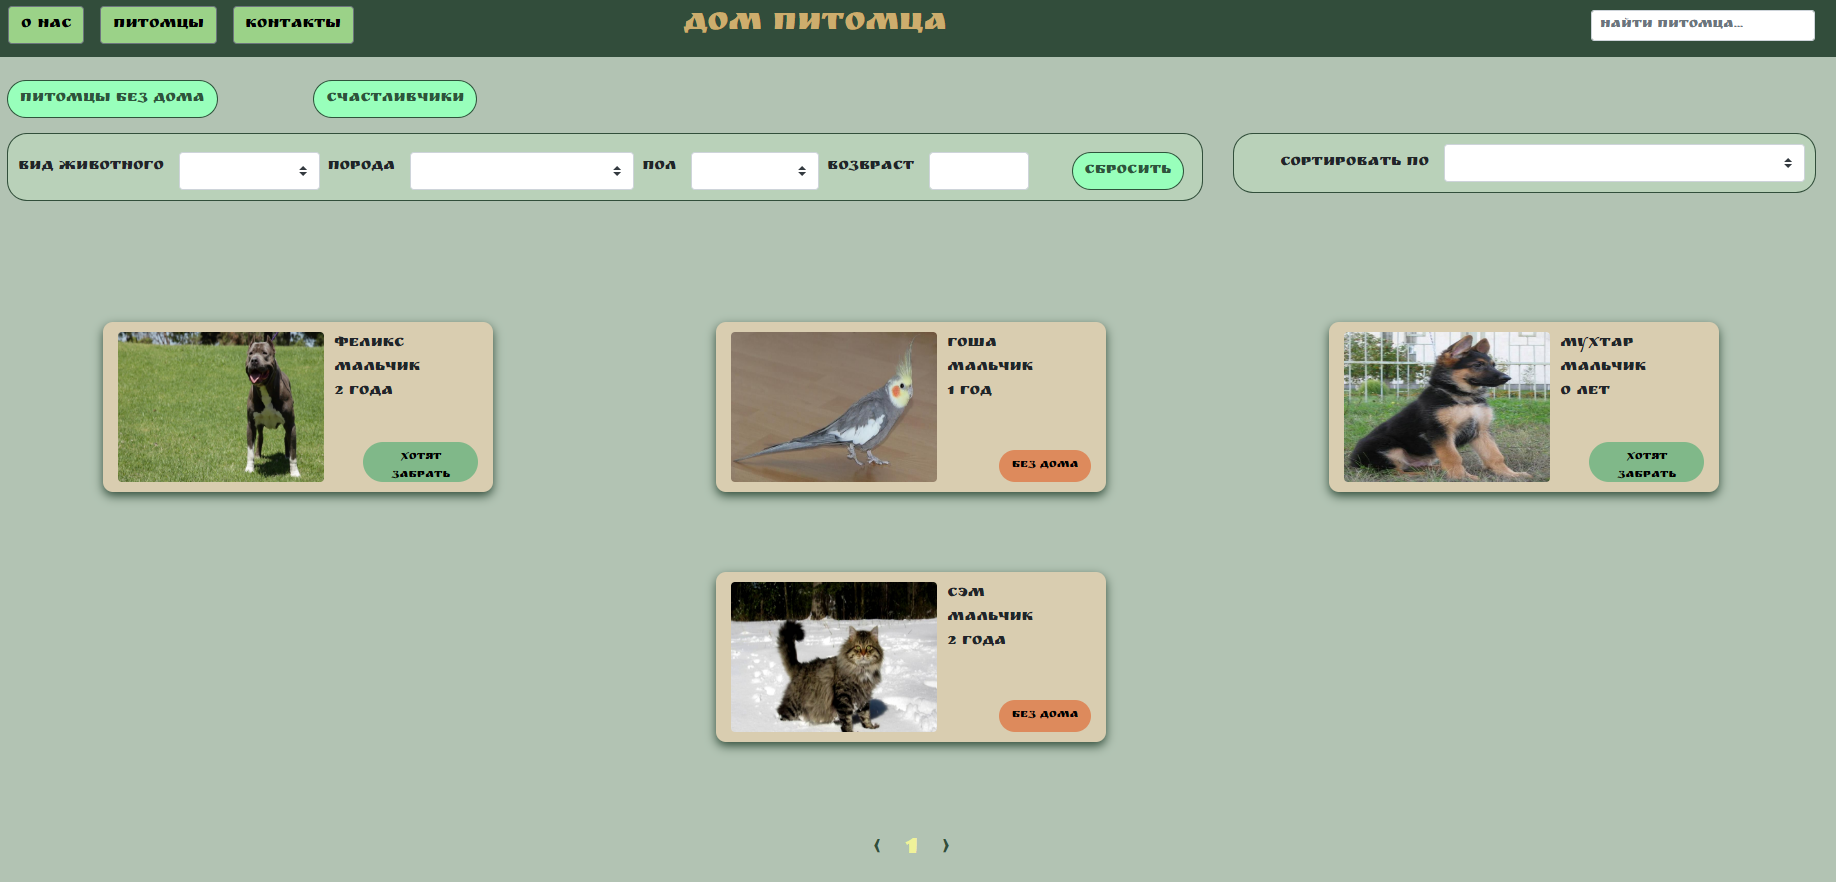 О НАС ПИТОМЦЫ КОНТАКТЫ ДОМ ПИТОМЦА НАЙТИ ПИТОМЦА...
ПИТОМЦЫ БЕЗ ДОМА СЧАСТЛИВЧИКИ
ВИД ЖИВОТНОГО ПОРОДА ПОЛ ВОЗВРАСТ СБРОСИТЬ СОРТИРОВАТЬ ПО
ФЕЛИКС
МАЛЬЧИК
2 ГОДА
ХОТЯТ
ЗАБРАТЬ
ГОША
МАЛЬЧИК
1 ГОД
БЕЗ ДОМА
МУХТАР
МАЛЬЧИК
0 ЛЕТ
ХОТЯТ
ЗАБРАТЬ
СЭМ
МАЛЬЧИК
2 ГОДА
БЕЗ ДОМА
‹ 1 ›